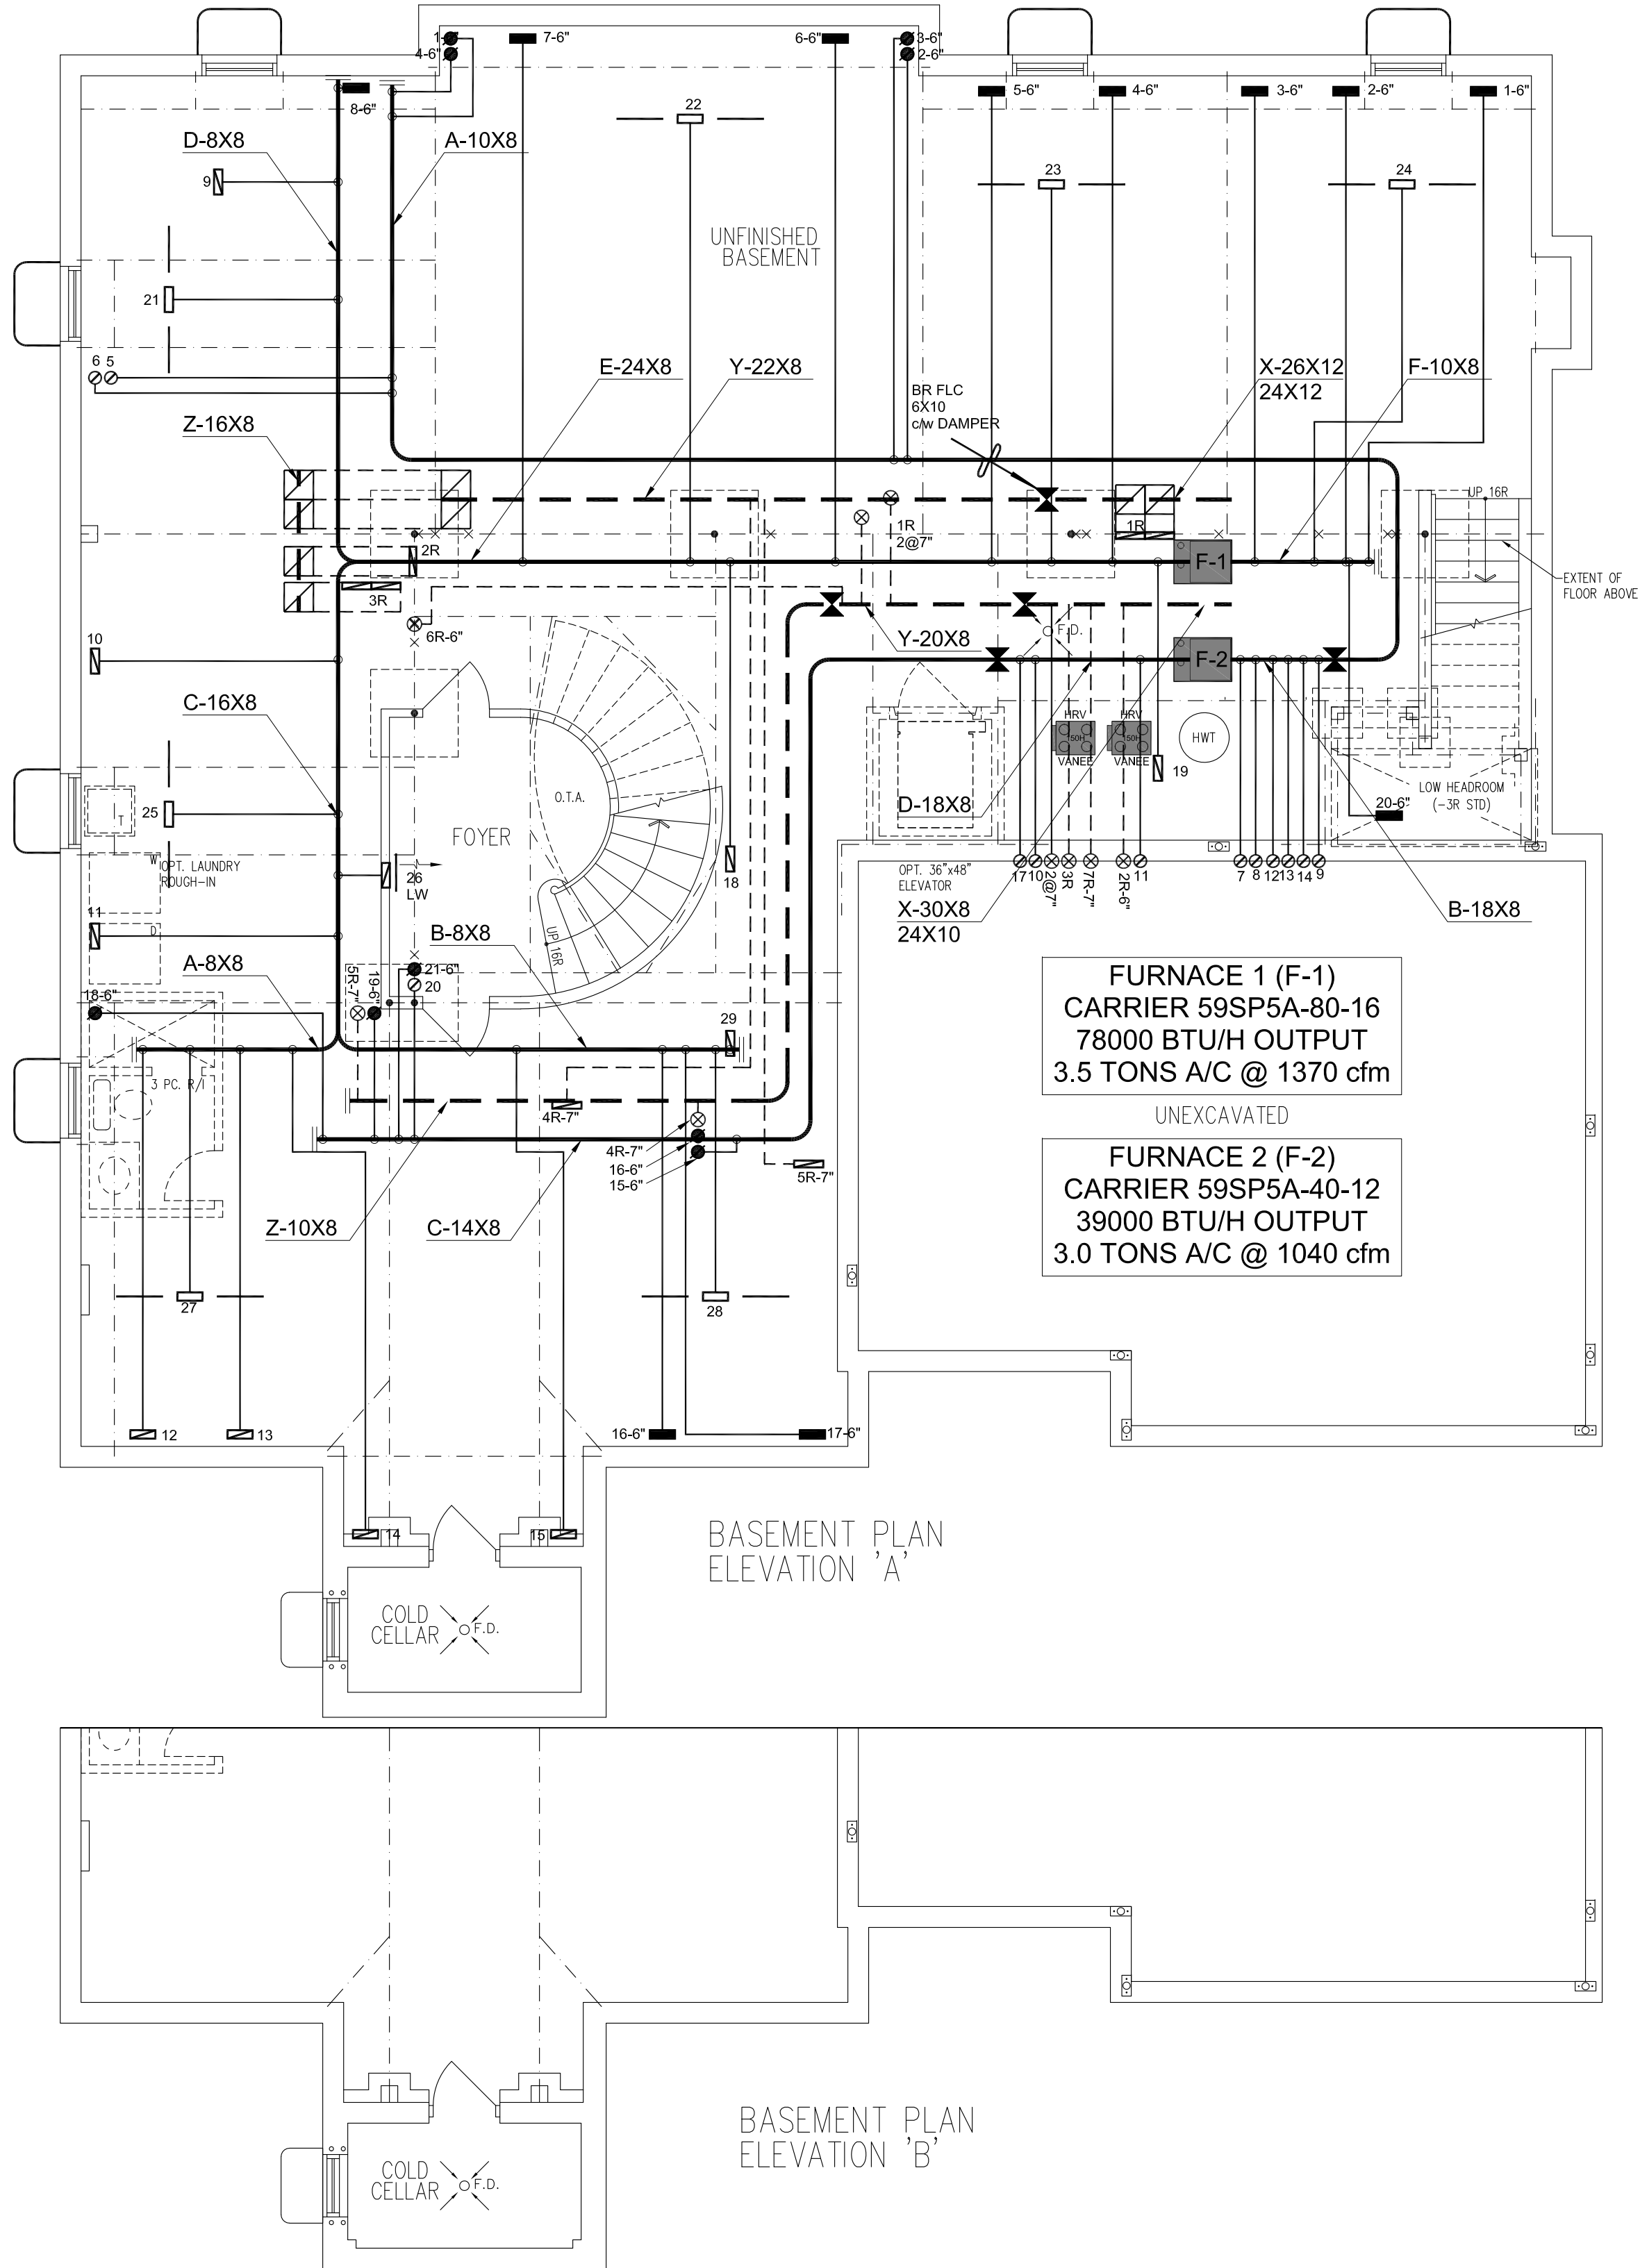 1-6"
4-6"
7-6"
6-6"
3-6"
2-6"
8-6"
5-6"
4-6"
3-6"
2-6"
1-6"
22
D-8X8
A-10X8
9
23
24
UNFINISHED
BASEMENT
21
6 5
E-24X8
Y-22X8
X-26X12
24X12
F-10X8
BR FLC
6X10
c/w DAMPER
Z-16X8
UP 16R
1R
2@7"
1R
2R
F-1
EXTENT OF
FLOOR ABOVE
3R
6R-6"
F.D.
Y-20X8
10
F-2
C-16X8
HRV
150H
VANEE
HRV
150H
VANEE
HWT
19
O.T.A.
D-18X8
LOW HEADROOM
(-3R STD)
20-6"
25
T
FOYER
W
OPT. LAUNDRY
ROUGH-IN
26
LW
18
OPT. 36"x48"
ELEVATOR
17
10
2@7"
3R
7R-7"
2R-6"
11
7
8
12
13
14
9
X-30X8
24X10
B-18X8
11
D
B-8X8
UP 16R
A-8X8
5R-7"
19-6"
21-6"
20
18-6"
29
FURNACE 1 (F-1)
CARRIER 59SP5A-80-16
78000 BTU/H OUTPUT
3.5 TONS A/C @ 1370 cfm
3 PC. R/I
4R-7"
UNEXCAVATED
4R-7"
16-6"
15-6"
5R-7"
FURNACE 2 (F-2)
CARRIER 59SP5A-40-12
39000 BTU/H OUTPUT
3.0 TONS A/C @ 1040 cfm
Z-10X8
C-14X8
27
28
12
13
16-6"
17-6"
14
15
BASEMENT PLAN
ELEVATION 'A'
COLD
CELLAR
F.D.
BASEMENT PLAN
ELEVATION 'B'
COLD
CELLAR
F.D.